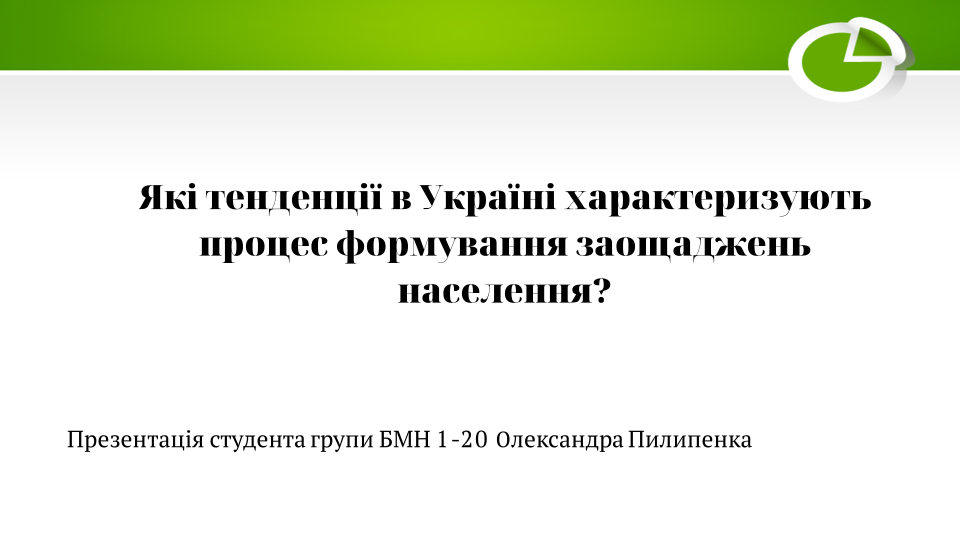 Які тенденції в Україні характеризують
процес формування заощаджень
населення?
Презентація студента групи БМН 1-20 Олександра Пилипенка